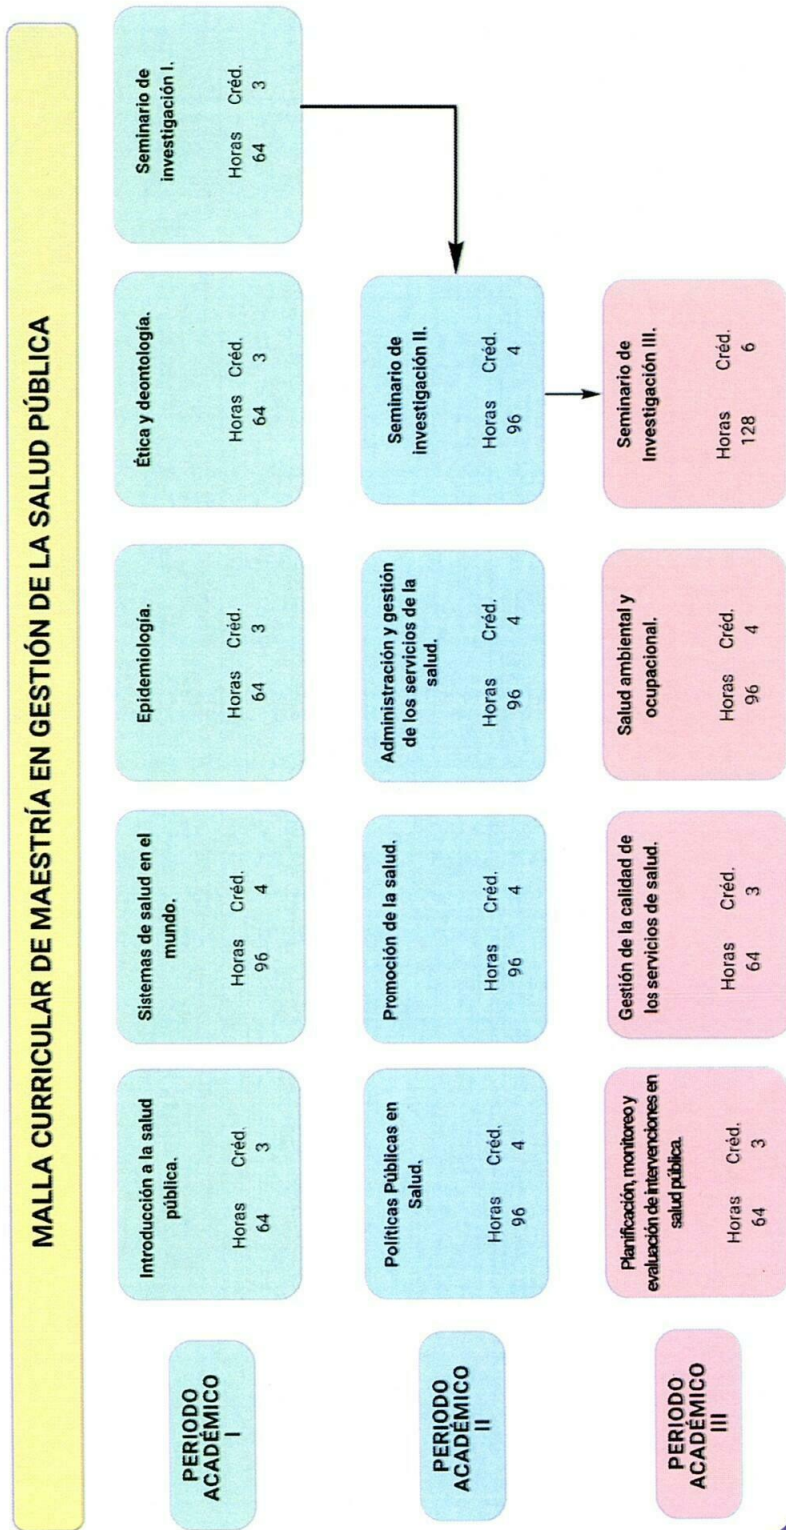 MALLA CURRICULAR DE MAESTRÍA EN GESTIÓN DE LA SALUD PÚBLICA
PERIODO
ACADÉMICO
I
Introducción a la salud
pública.
Horas Créd.
64 3
Sistemas de salud en el
mundo.
Horas Créd.
96 4
Epidemiología.
Horas Créd.
64 3
Ética y deontología.
Horas Créd.
64 3
Seminario de
investigación I.
Horas Créd.
64 3
PERIODO
ACADÉMICO
II
Políticas Públicas en
Salud.
Horas Créd.
96 4
Promoción de la salud.
Horas Créd.
96 4
Administración y gestión
de los servicios de la
salud.
Horas Créd.
96 4
Seminario de
investigación II.
Horas Créd.
96 4
PERIODO
ACADÉMICO
III
Planificación, monitoreo y
evaluación de intervenciones en
salud pública.
Horas Créd.
64 3
Gestión de la calidad de
los servicios de salud.
Horas Créd.
64 3
Salud ambiental y
ocupacional.
Horas Créd.
96 4
Seminario de
Investigación III.
Horas Créd.
128 6